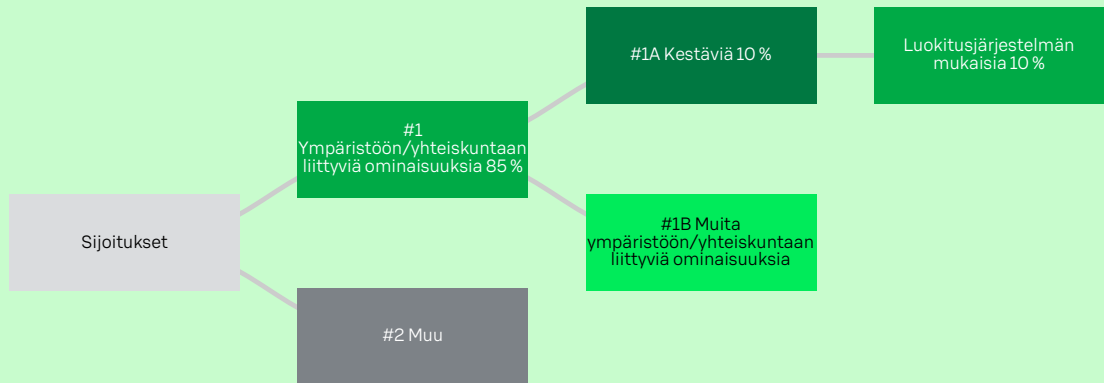 #1A Kestäviä 10 %
Luokitusjärjestelmän
mukaisia 10 %
#1
Ympäristöön/yhteiskuntaan
liittyviä ominaisuuksia 85 %
Sijoitukset
#1B Muita
ympäristöön/yhteiskuntaan
liittyviä ominaisuuksia
#2 Muu